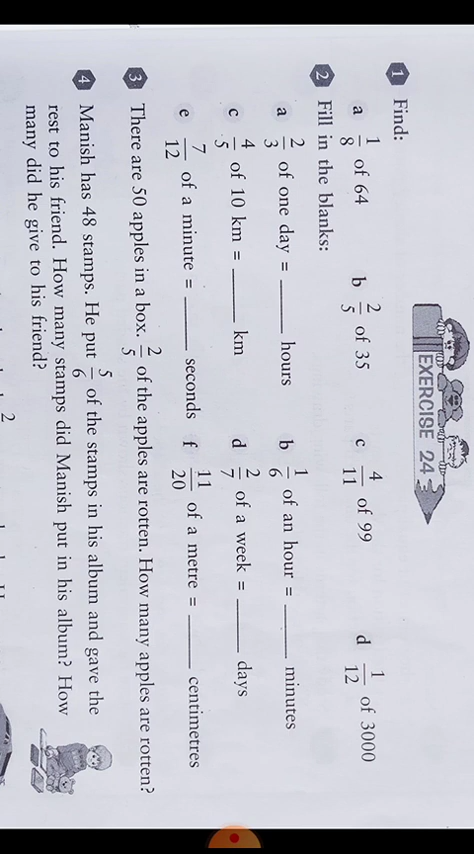 EXERCISE 24
1 Find:
a 1/8 of 64 b 2/5 of 35 c 4/11 of 99 d 1/12 of 3000
2 Fill in the blanks:
a 2/3 of one day = ______ hours b 1/6 of an hour = ______ minutes
c 4/5 of 10 km = ______ km d 2/7 of a week = ______ days
e 7/12 of a minute = ______ seconds f 11/20 of a metre = ______ centimetres
3 There are 50 apples in a box. 2/5 of the apples are rotten. How many apples are rotten?
4 Manish has 48 stamps. He put 5/6 of the stamps in his album and gave the
rest to his friend. How many stamps did Manish put in his album? How
many did he give to his friend?
2